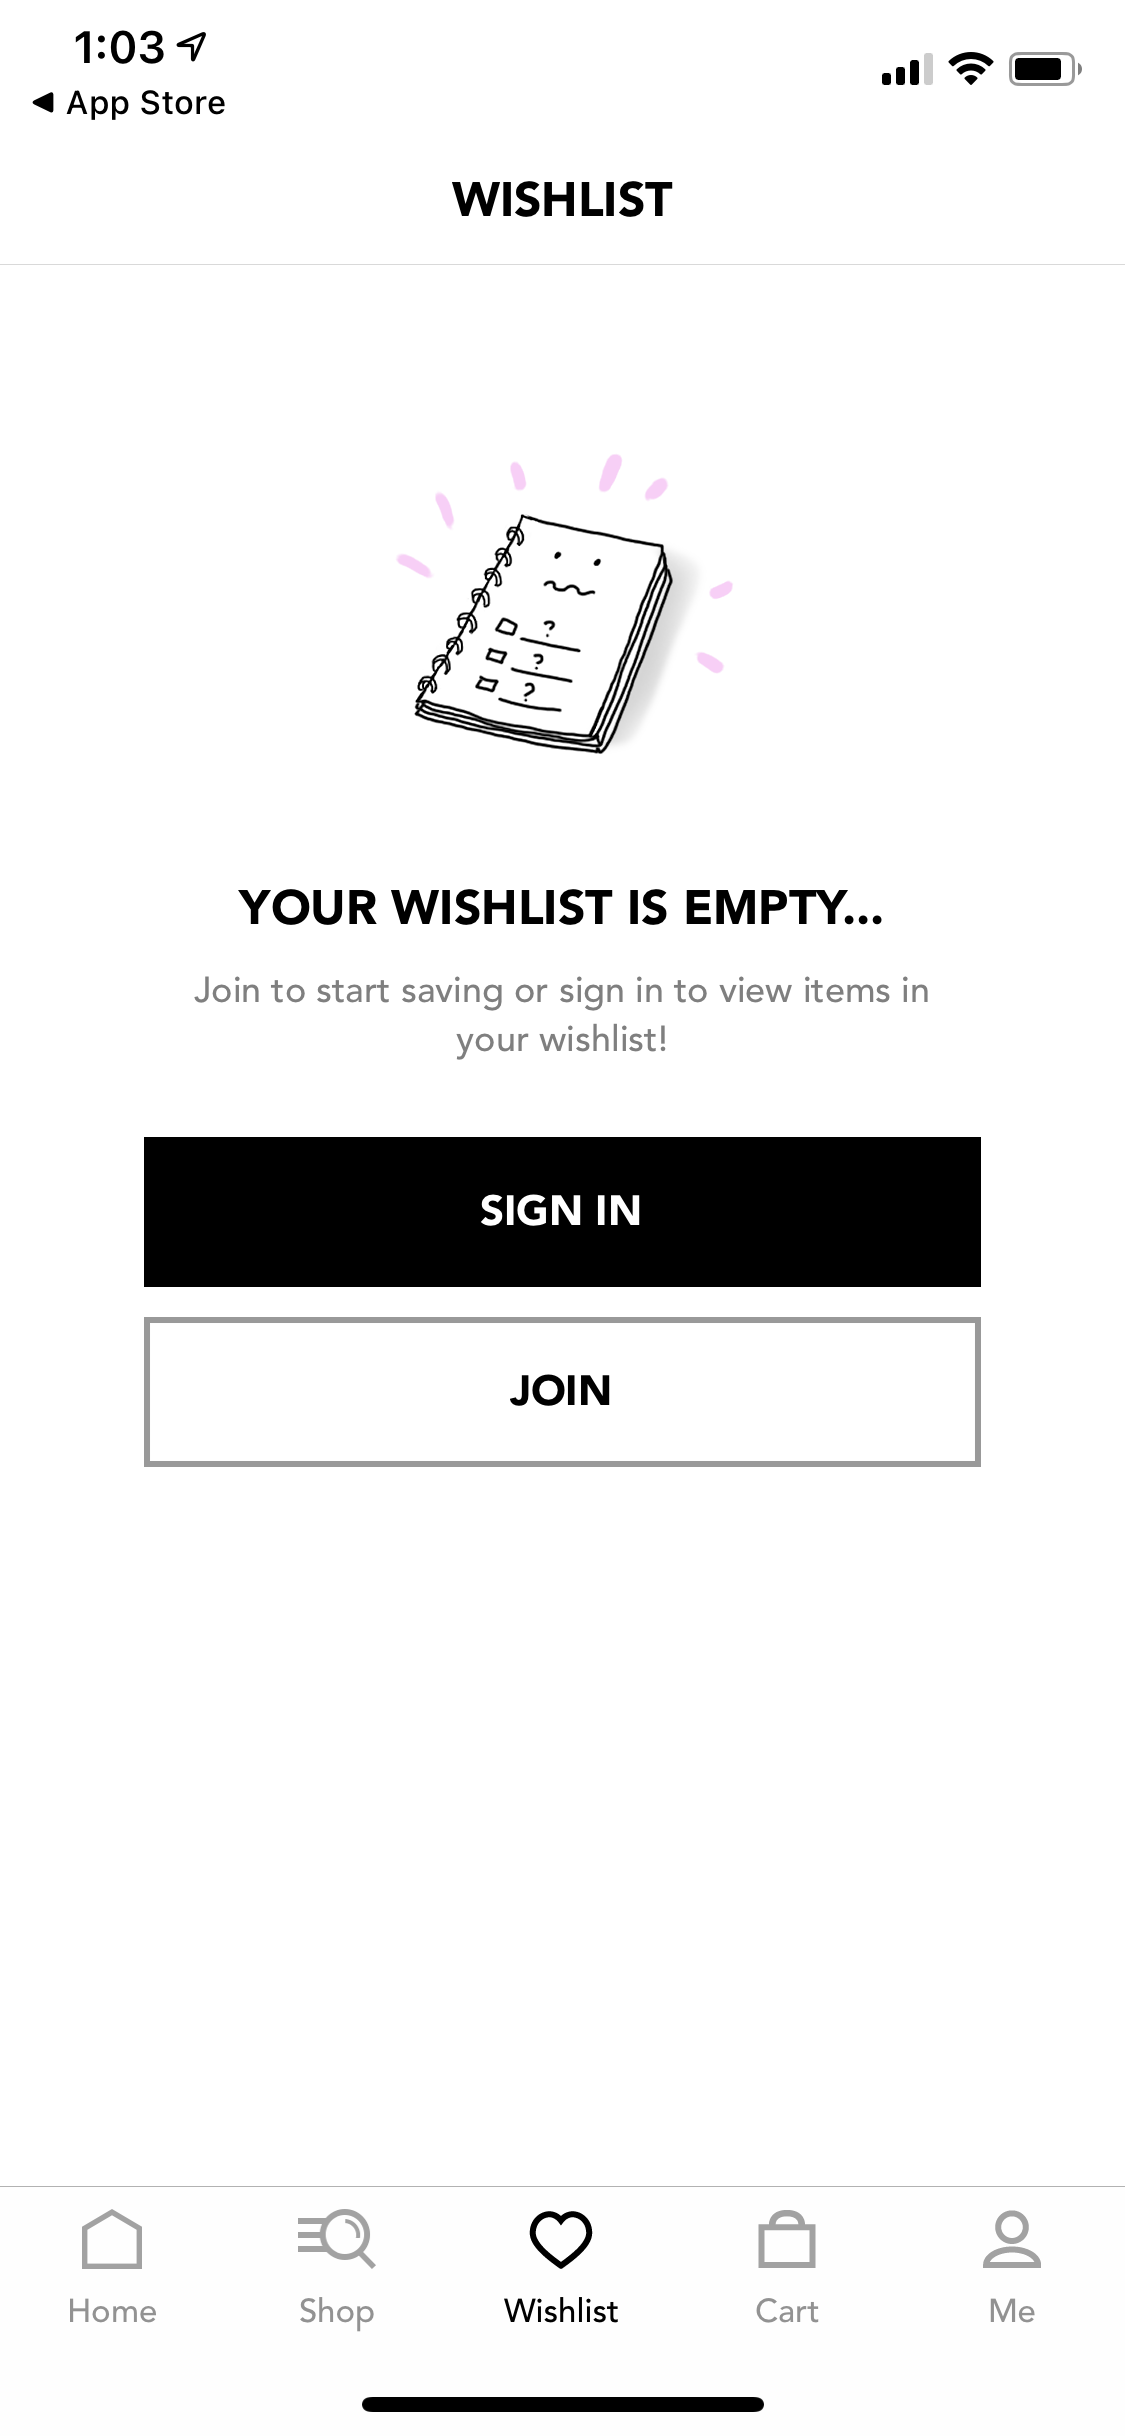 1:03
App Store
WISHLIST
?
?
?
YOUR WISHLIST IS EMPTY...
Join to start saving or sign in to view items in
your wishlist!
SIGN IN
JOIN
Home Shop Wishlist Cart Me